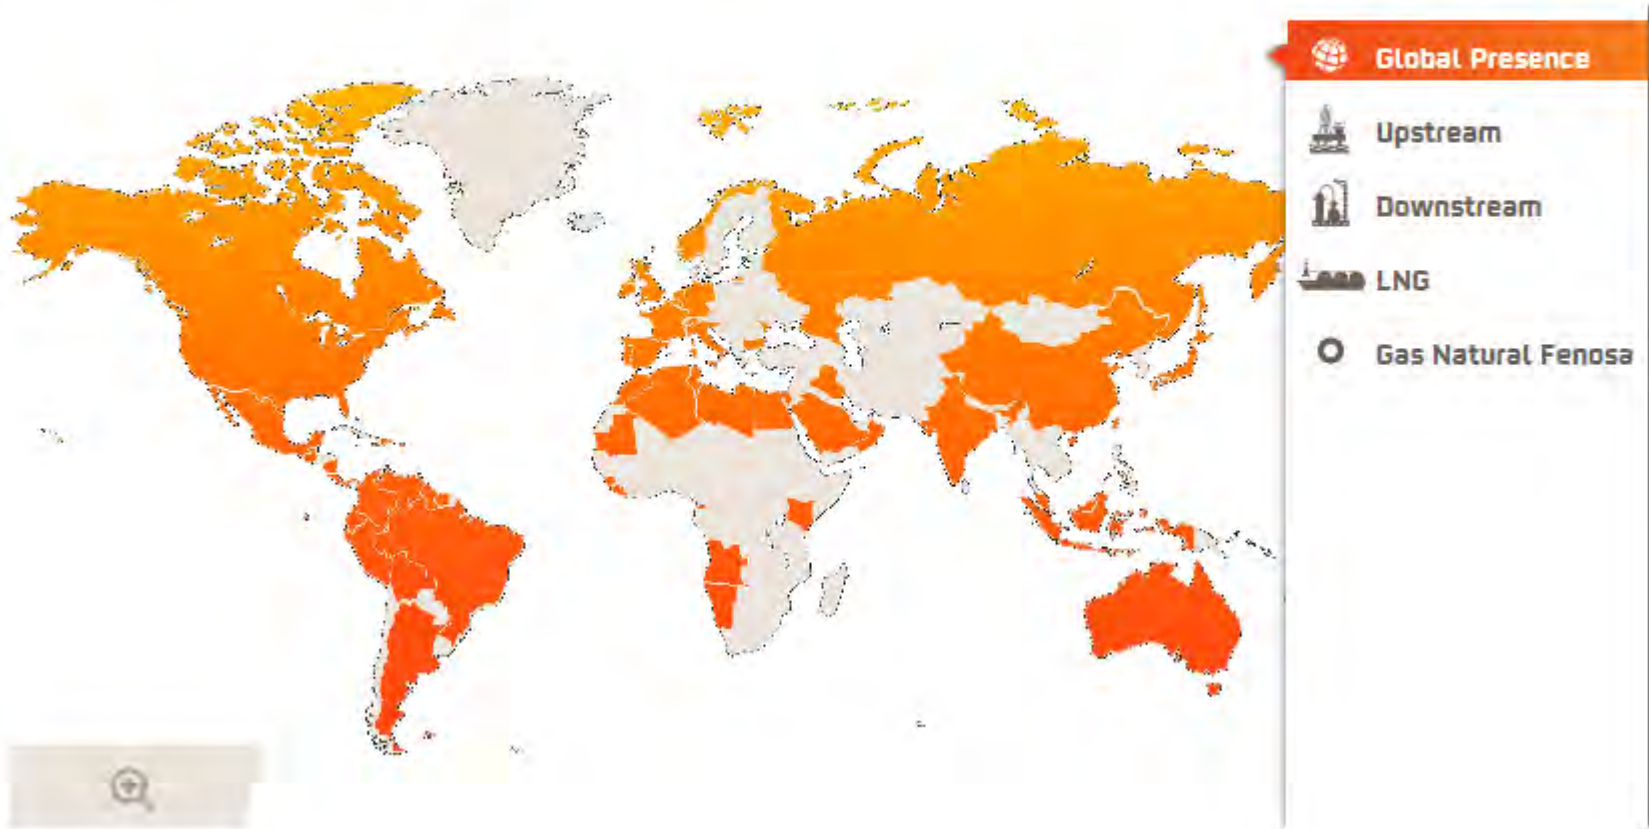 Global Presence
Upstream
Downstream
LNG
Gas Natural Fenosa